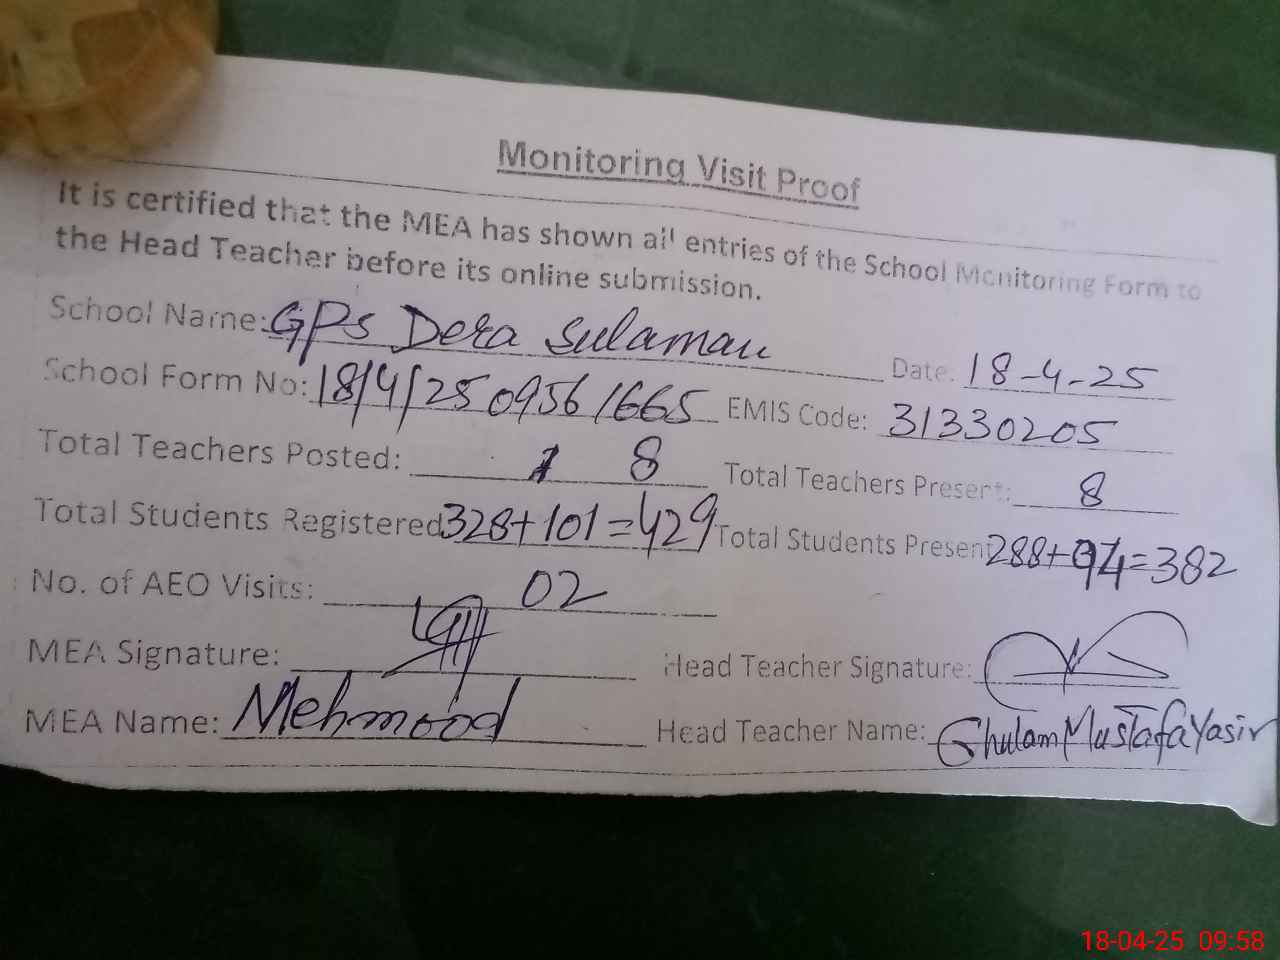 Monitoring Visit Proof
It is certified that the MEA has shown all entries of the School Monitoring Form to
the Head Teacher before its online submission.
School Name: GPs Dera Sulaman Date: 18-4-25
School Form No: 18/4/25 09561665 EMIS Code: 31330205
Total Teachers Posted: 8 Total Teachers Present: 8
Total Students Registered 328+101=429 Total Students Present 288+94=382
No. of AEO Visits: 02
MEA Signature: Head Teacher Signature:
MEA Name: Mehmood Head Teacher Name: Ghulam Mustafa Yasir
18-04-25 09:58